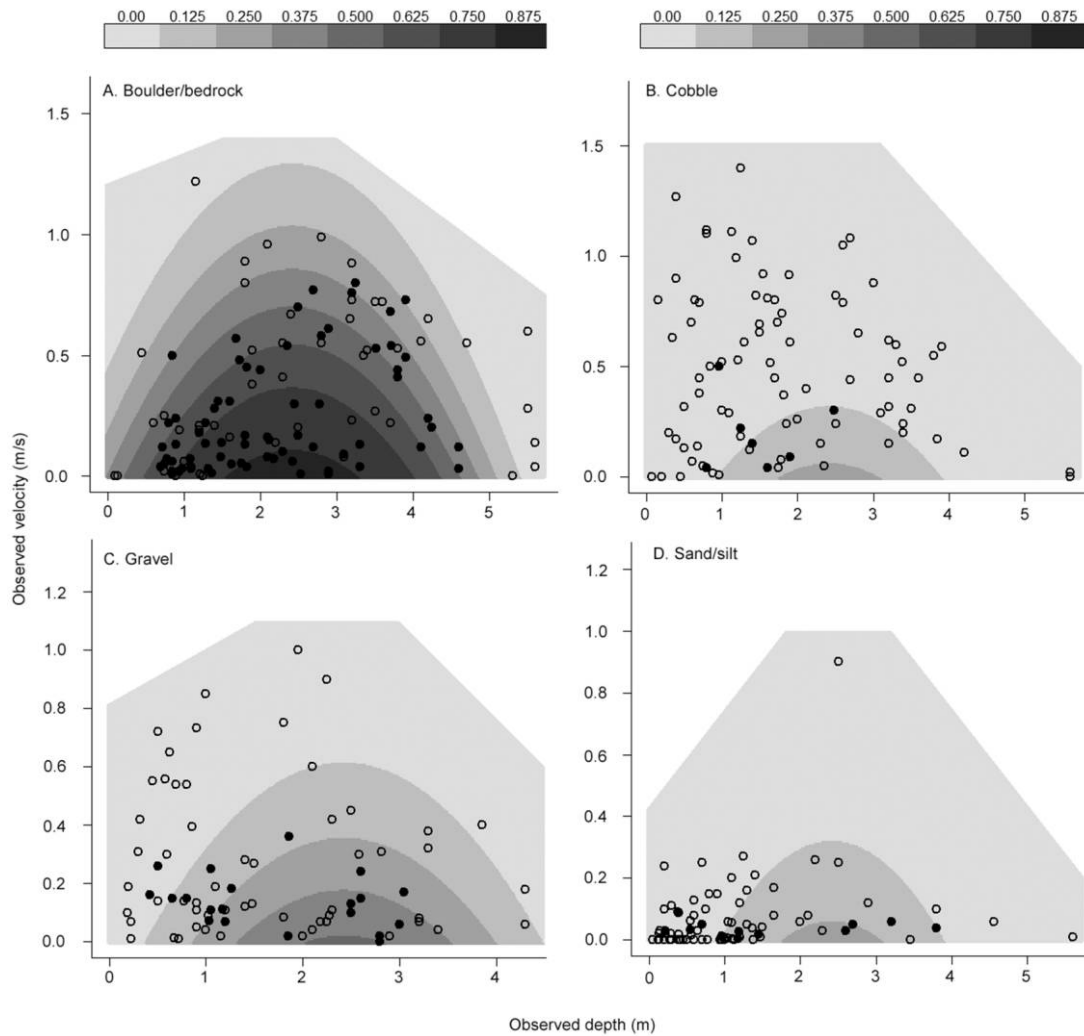 0.00 0.125 0.250 0.375 0.500 0.625 0.750 0.875
0.00 0.125 0.250 0.375 0.500 0.625 0.750 0.875
A. Boulder/bedrock
1.5
1.0
0.5
0.0
0 1 2 3 4 5
B. Cobble
1.5
1.0
0.5
0.0
0 1 2 3 4 5
Observed velocity (m/s)
C. Gravel
1.2
1.0
0.8
0.6
0.4
0.2
0.0
0 1 2 3 4
D. Sand/silt
1.2
1.0
0.8
0.6
0.4
0.2
0.0
0 1 2 3 4 5
Observed depth (m)